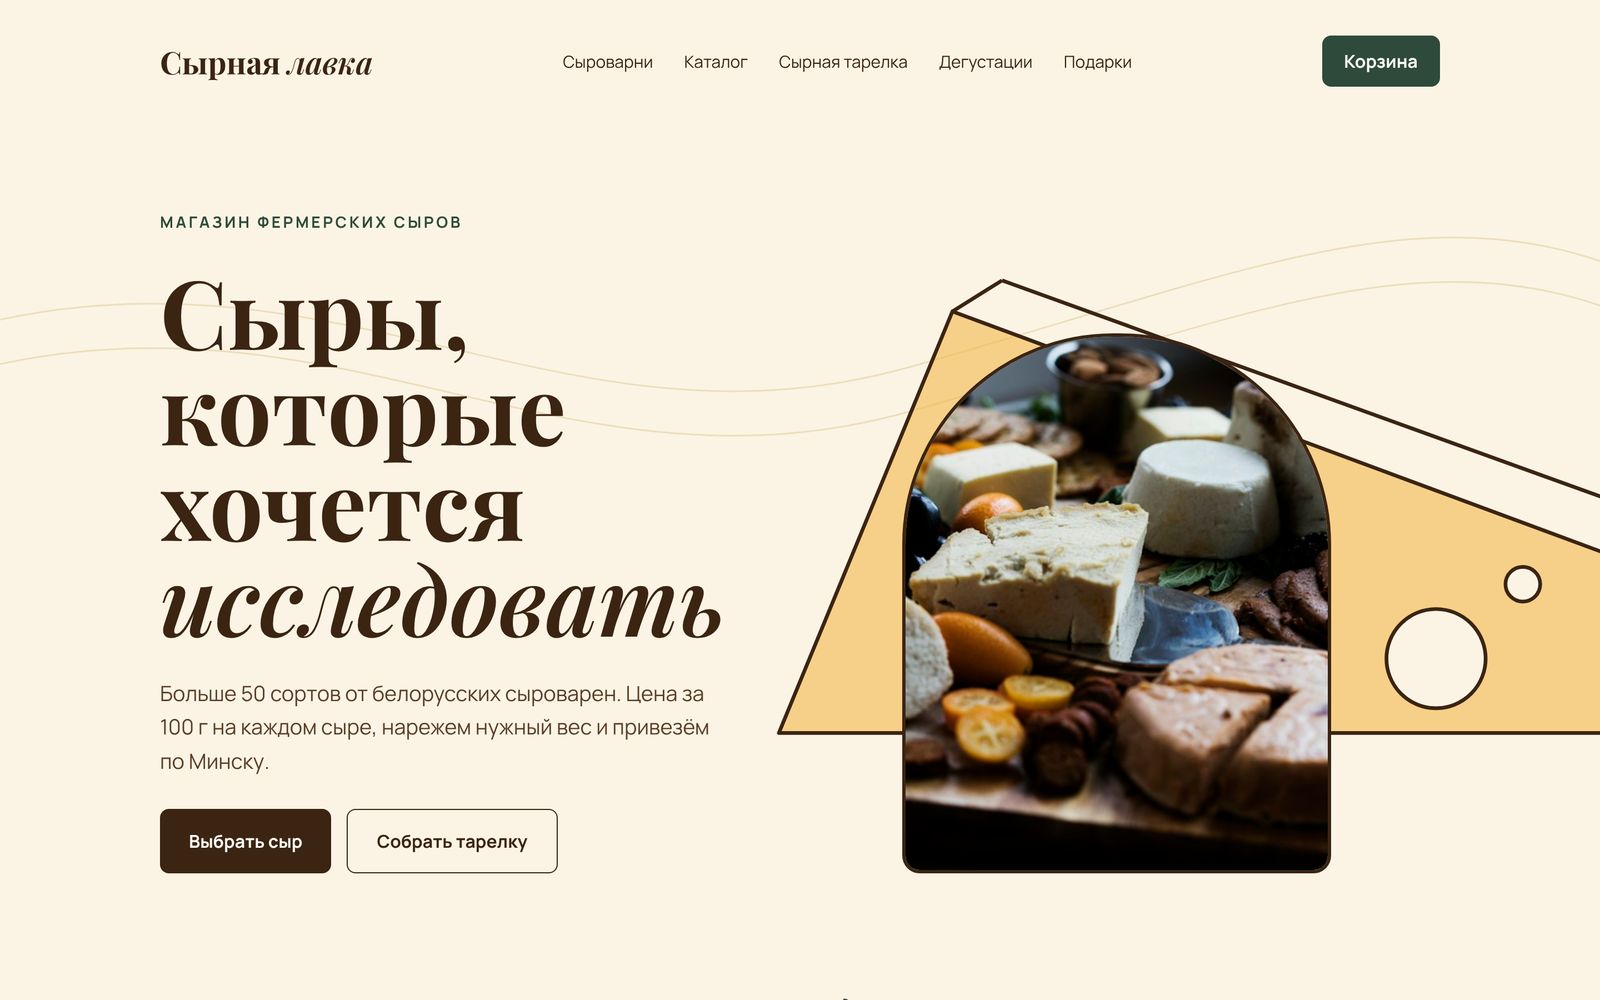 Сырная лавка
Сыроварни Каталог Сырная тарелка Дегустации Подарки
Корзина
МАГАЗИН ФЕРМЕРСКИХ СЫРОВ
Сыры,
которые
хочется
исследовать
Больше 50 сортов от белорусских сыроварен. Цена за
100 г на каждом сыре, нарежем нужный вес и привезём
по Минску.
Выбрать сыр
Собрать тарелку